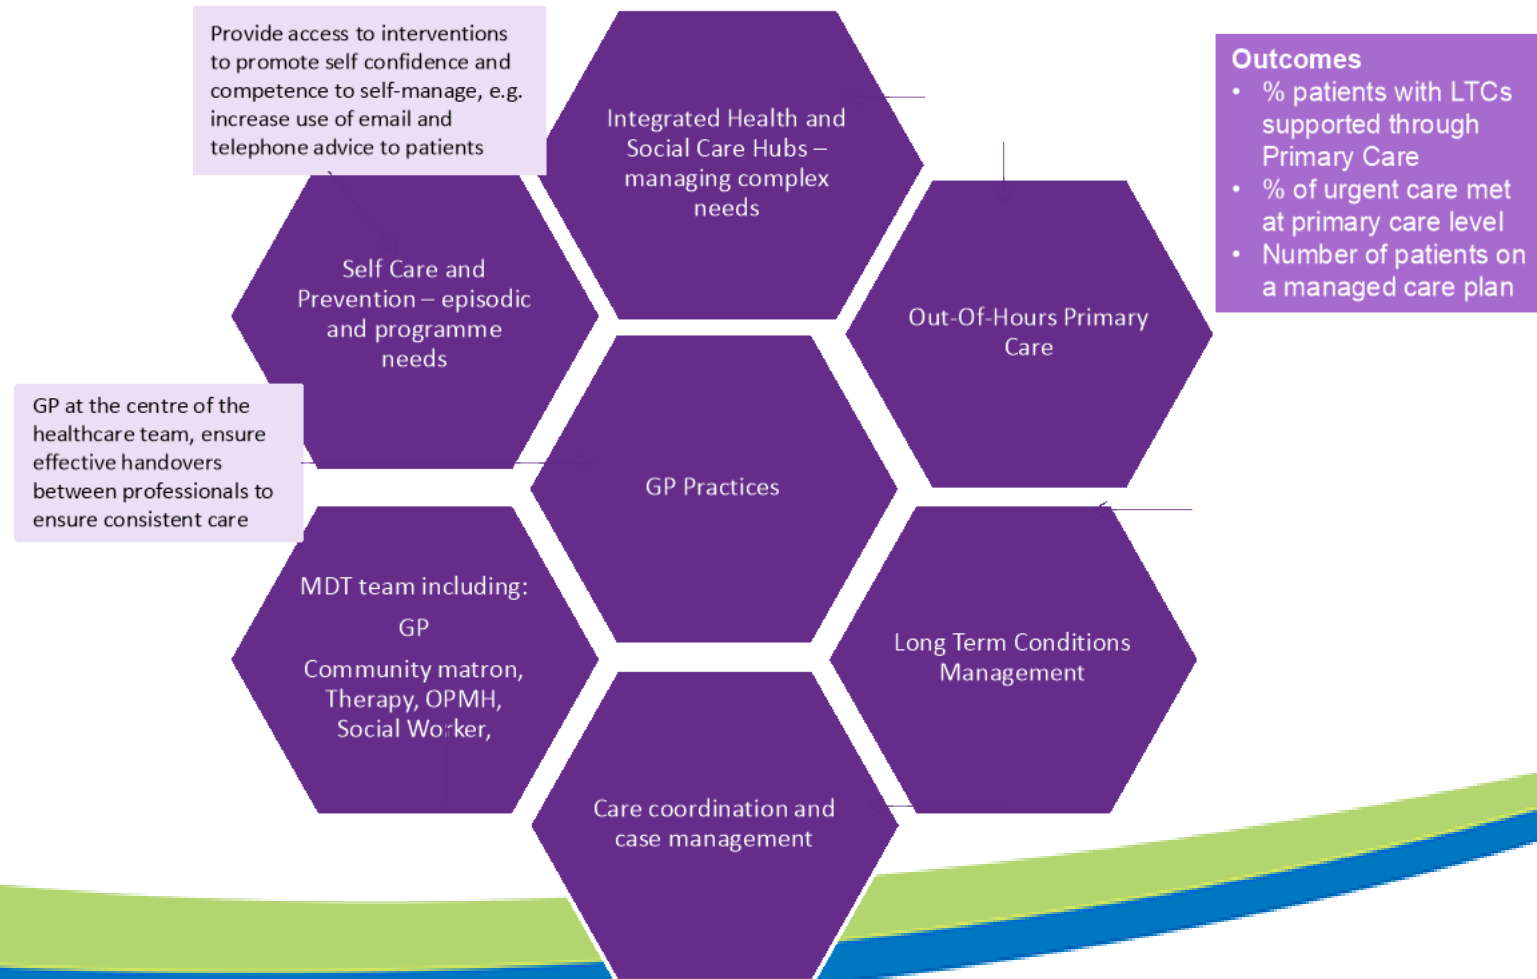 Provide access to interventions
to promote self confidence and
competence to self-manage, e.g.
increase use of email and
telephone advice to patients
Integrated Health and
Social Care Hubs –
managing complex
needs
Outcomes
• % patients with LTCs
supported through
Primary Care
• % of urgent care met
at primary care level
• Number of patients on
a managed care plan
Self Care and
Prevention – episodic
and programme
needs
Out-Of-Hours Primary
Care
GP at the centre of the
healthcare team, ensure
effective handovers
between professionals to
ensure consistent care
GP Practices
MDT team including:
GP
Community matron,
Therapy, OPMH,
Social Worker,
Long Term Conditions
Management
Care coordination and
case management